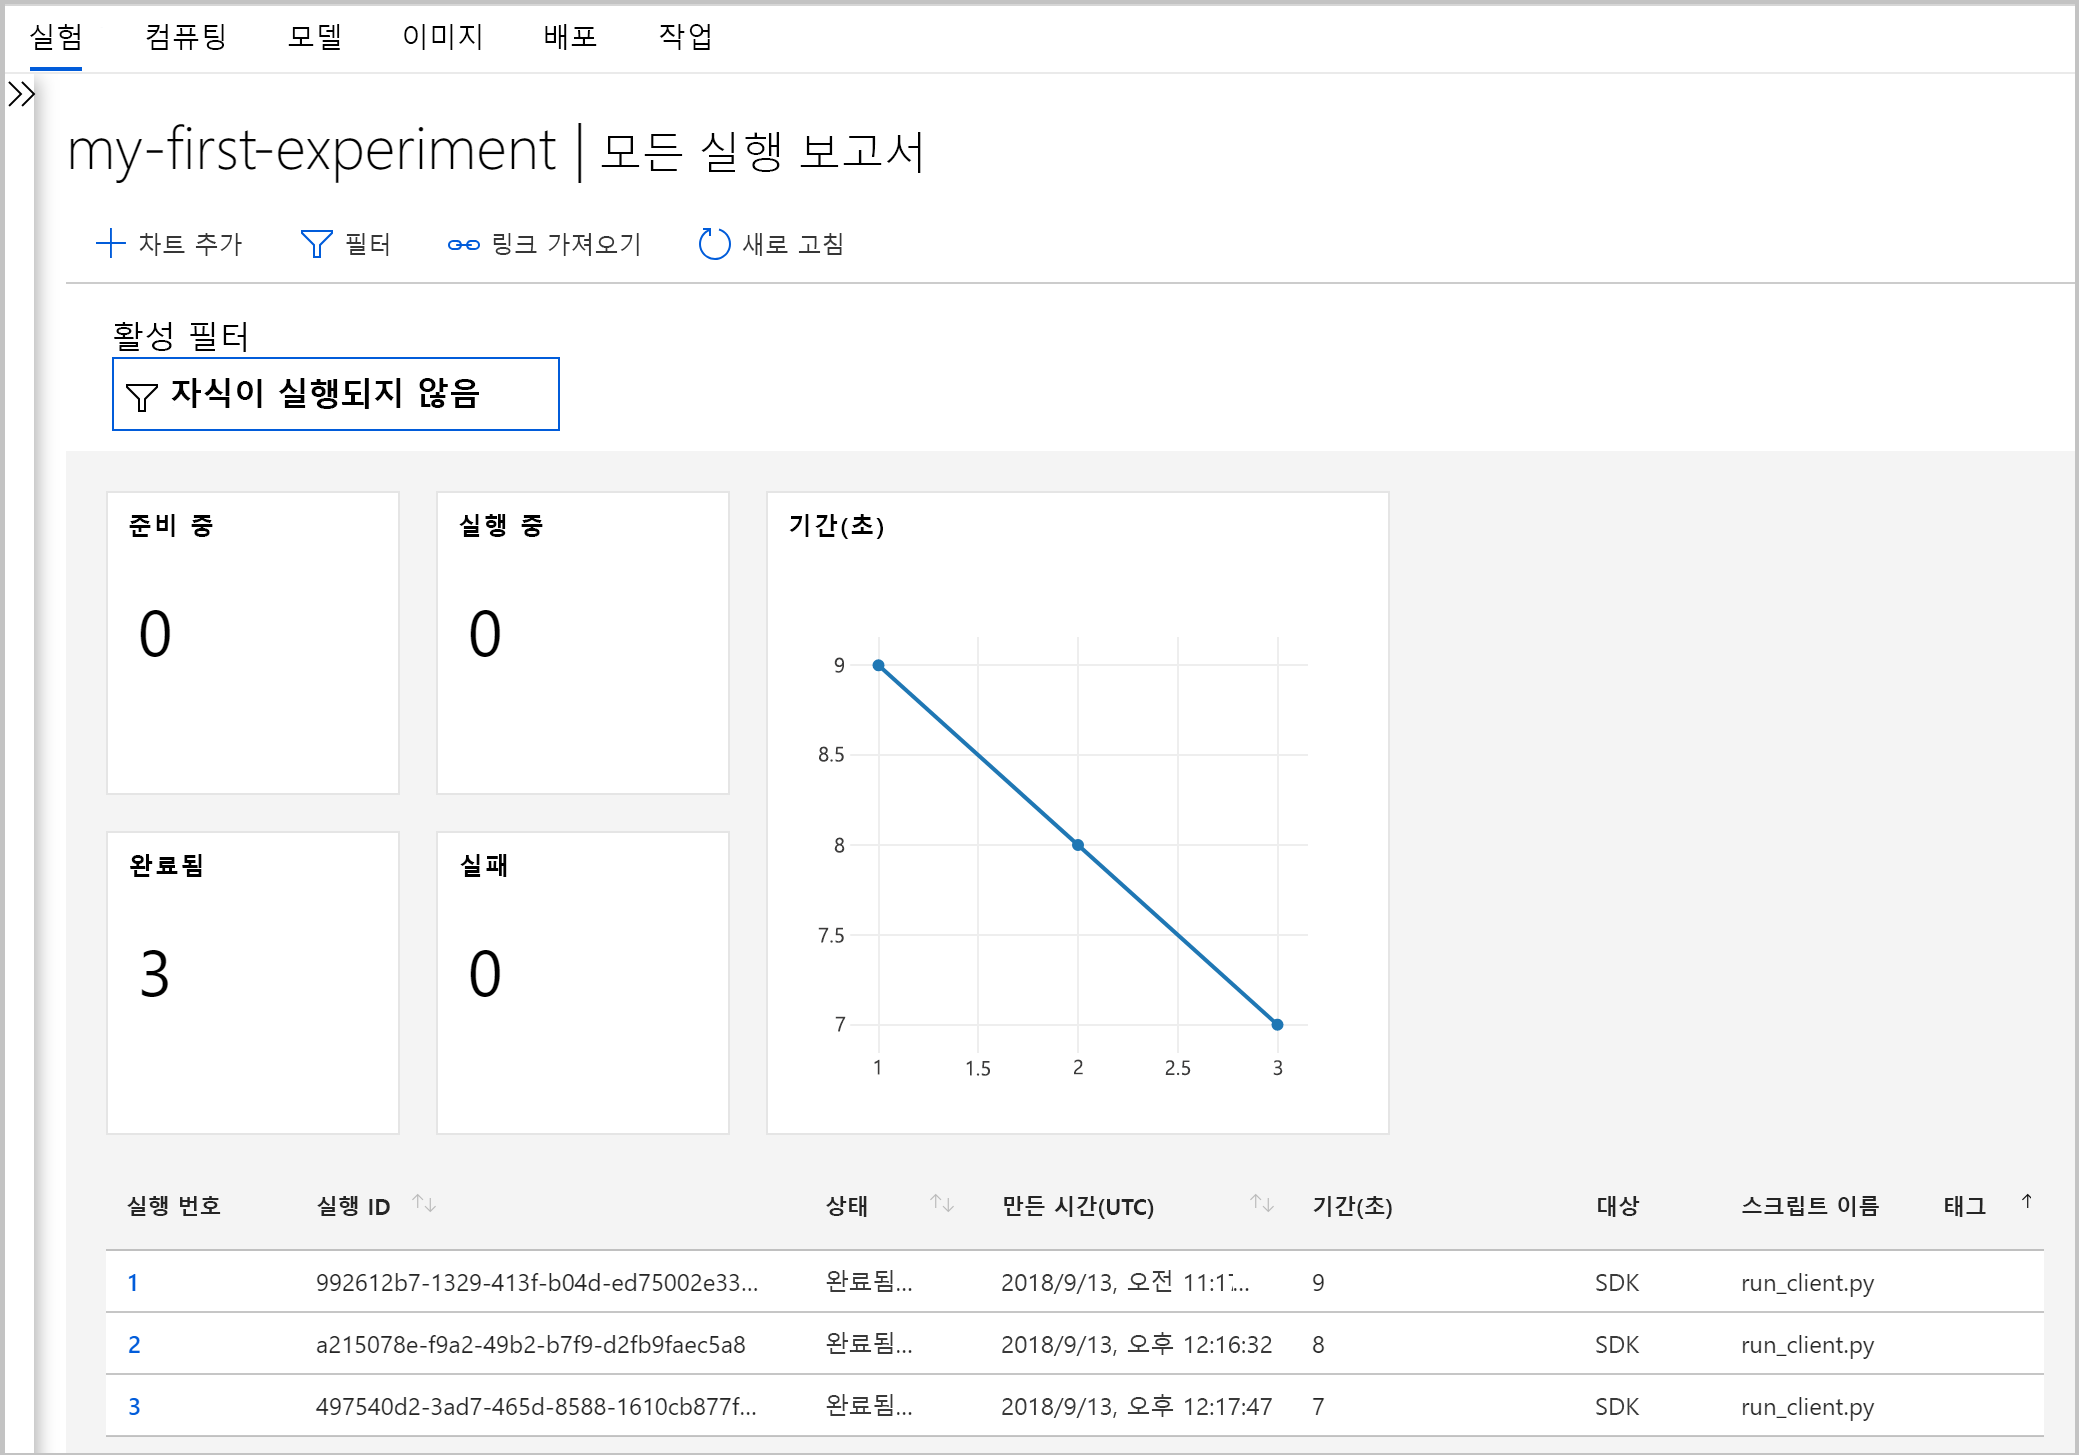 실험 컴퓨팅 모델 이미지 배포 작업
my-first-experiment | 모든 실행 보고서
차트 추가 필터 링크 가져오기 새로 고침
활성 필터
자식이 실행되지 않음
준비 중
0
실행 중
0
기간(초)
9
8.5
8
7.5
7
1 1.5 2 2.5 3
완료됨
3
실패
0
실행 번호 실행 ID 상태 만든 시간(UTC) 기간(초) 대상 스크립트 이름 태그
1 992612b7-1329-413f-b04d-ed75002e33... 완료됨... 2018/9/13, 오전 11:17... 9 SDK run_client.py
2 a215078e-f9a2-49b2-b7f9-d2fb9faec5a8 완료됨... 2018/9/13, 오후 12:16:32 8 SDK run_client.py
3 497540d2-3ad7-465d-8588-1610cb877f... 완료됨... 2018/9/13, 오후 12:17:47 7 SDK run_client.py